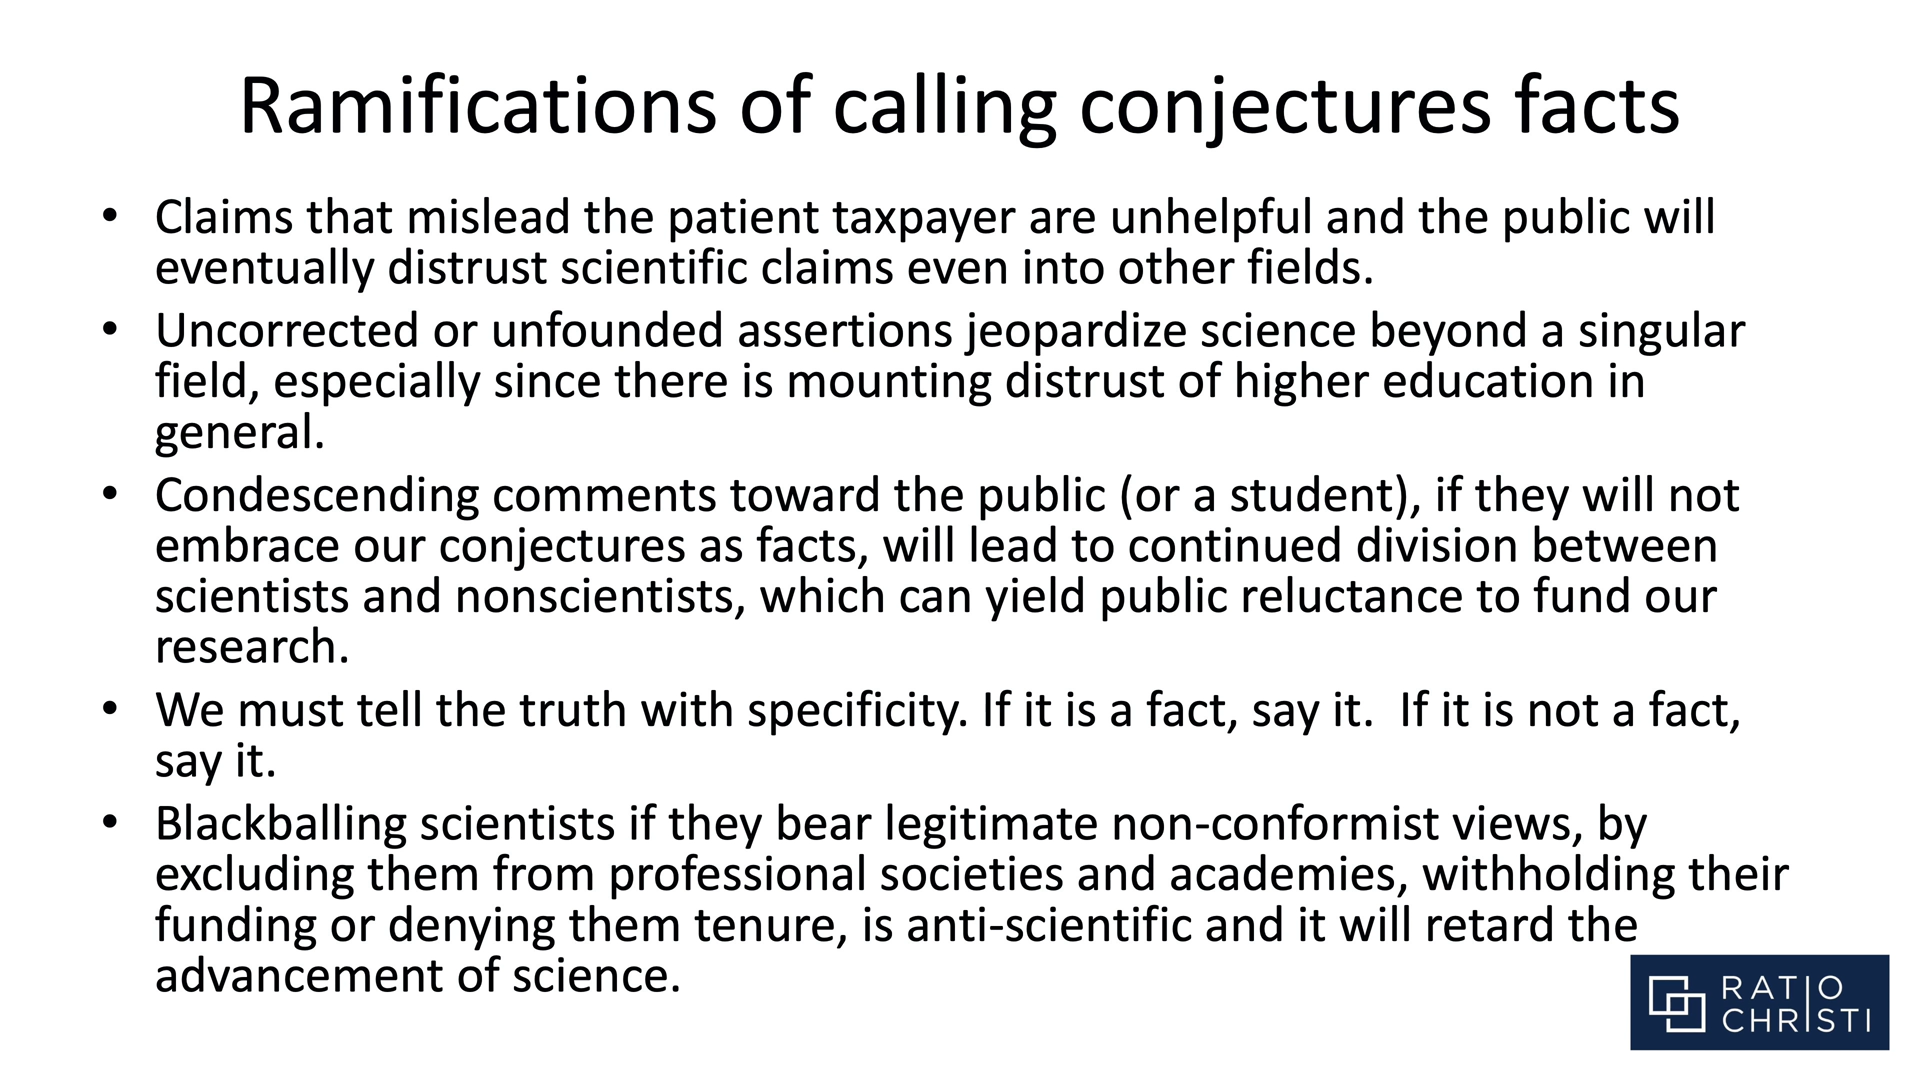 Ramifications of calling conjectures facts
• Claims that mislead the patient taxpayer are unhelpful and the public will
eventually distrust scientific claims even into other fields.
• Uncorrected or unfounded assertions jeopardize science beyond a singular
field, especially since there is mounting distrust of higher education in
general.
• Condescending comments toward the public (or a student), if they will not
embrace our conjectures as facts, will lead to continued division between
scientists and nonscientists, which can yield public reluctance to fund our
research.
• We must tell the truth with specificity. If it is a fact, say it.  If it is not a fact,
say it.
• Blackballing scientists if they bear legitimate non-conformist views, by
excluding them from professional societies and academies, withholding their
funding or denying them tenure, is anti-scientific and it will retard the
advancement of science.
RATIO
CHRISTI